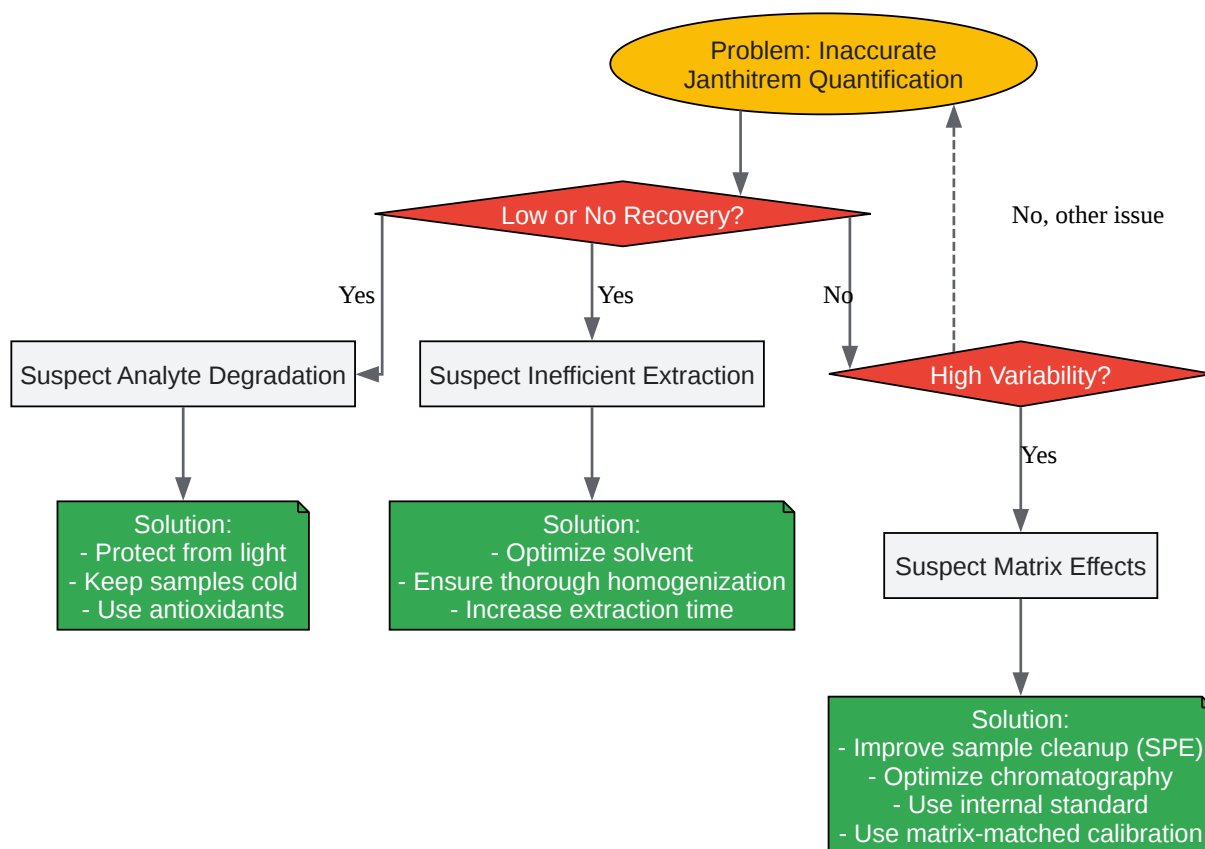 Problem: Inaccurate
Janthitrem Quantification
Low or No Recovery?
No, other issue
Yes
Yes
No
Suspect Analyte Degradation
Suspect Inefficient Extraction
High Variability?
Yes
Solution:
- Protect from light
- Keep samples cold
- Use antioxidants
Solution:
- Optimize solvent
- Ensure thorough homogenization
- Increase extraction time
Suspect Matrix Effects
Solution:
- Improve sample cleanup (SPE)
- Optimize chromatography
- Use internal standard
- Use matrix-matched calibration